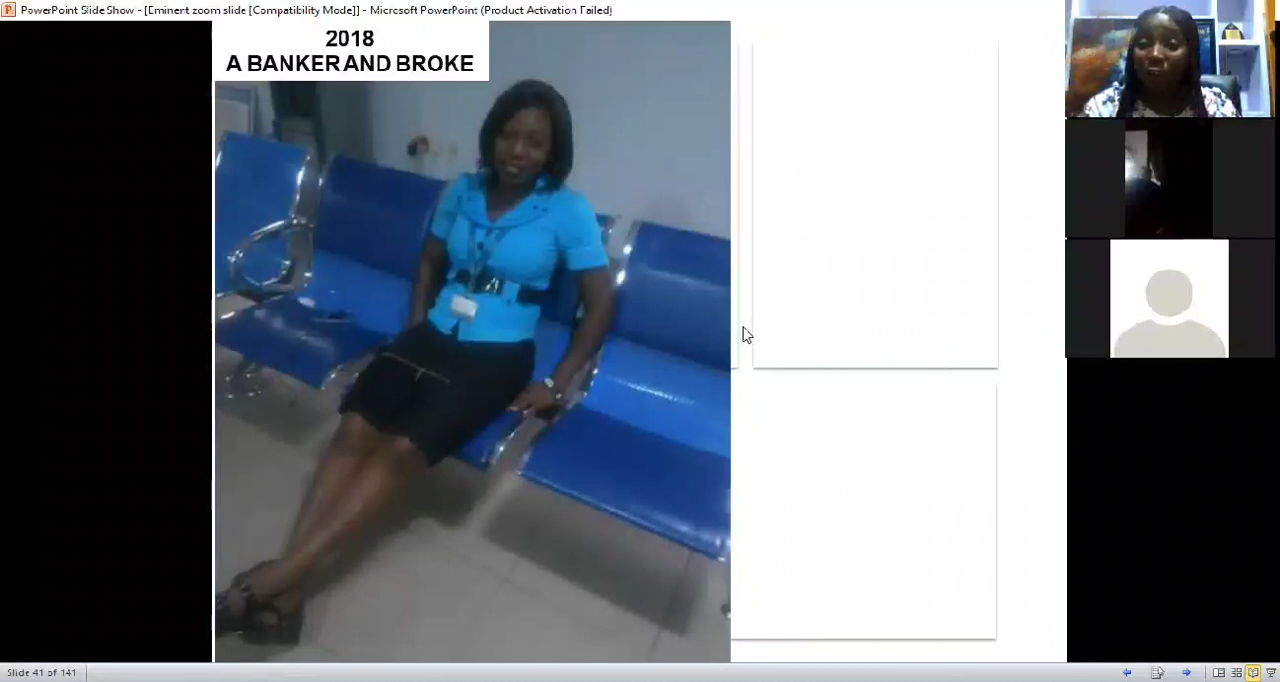 PowerPoint Slide Show - [Eminent zoom slide [Compatibility Mode]] - Microsoft PowerPoint (Product Activation Failed)
2018
A BANKER AND BROKE
Slide 41 of 141